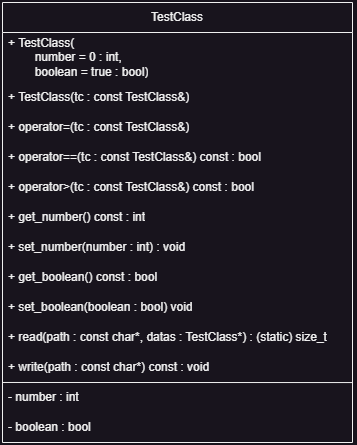 TestClass
+ TestClass(
number = 0 : int,
boolean = true : bool)
+ TestClass(tc : const TestClass&)
+ operator=(tc : const TestClass&)
+ operator==(tc : const TestClass&) const : bool
+ operator>(tc : const TestClass&) const : bool
+ get_number() const : int
+ set_number(number : int) : void
+ get_boolean() const : bool
+ set_boolean(boolean : bool) void
+ read(path : const char*, datas : TestClass*) : (static) size_t
+ write(path : const char*) const : void
- number : int
- boolean : bool